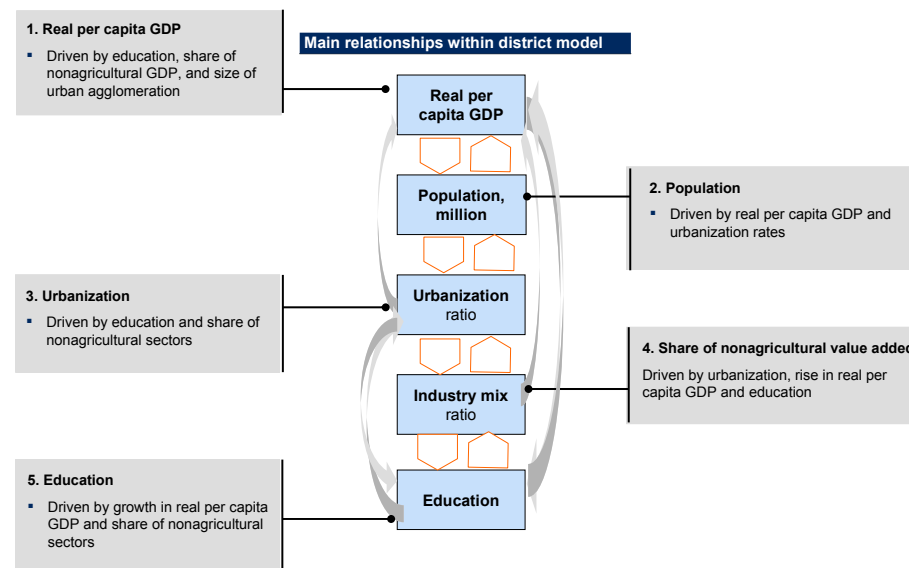 1. Real per capita GDP
▪ Driven by education, share of
nonagricultural GDP, and size of
urban agglomeration
Main relationships within district model
Real per
capita GDP
Population,
million
2. Population
▪ Driven by real per capita GDP and
urbanization rates
3. Urbanization
▪ Driven by education and share of
nonagricultural sectors
Urbanization
ratio
4. Share of nonagricultural value added
Driven by urbanization, rise in real per
capita GDP and education
Industry mix
ratio
5. Education
▪ Driven by growth in real per capita
GDP and share of nonagricultural
sectors
Education